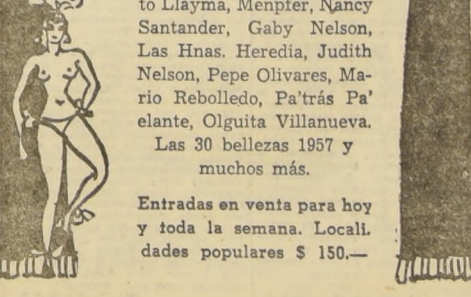 to Llayma, Menpfer, Nancy
Santander, Gaby Nelson,
Las Hnas. Heredia, Judith
Nelson, Pepe Olivares, Ma-
rio Rebolledo, Pa'trás Pa'
elante, Olguita Villanueva.
Las 30 bellezas 1957 y
muchos más.
Entradas en venta para hoy
y toda la semana. Locali.
dades populares $ 150.—